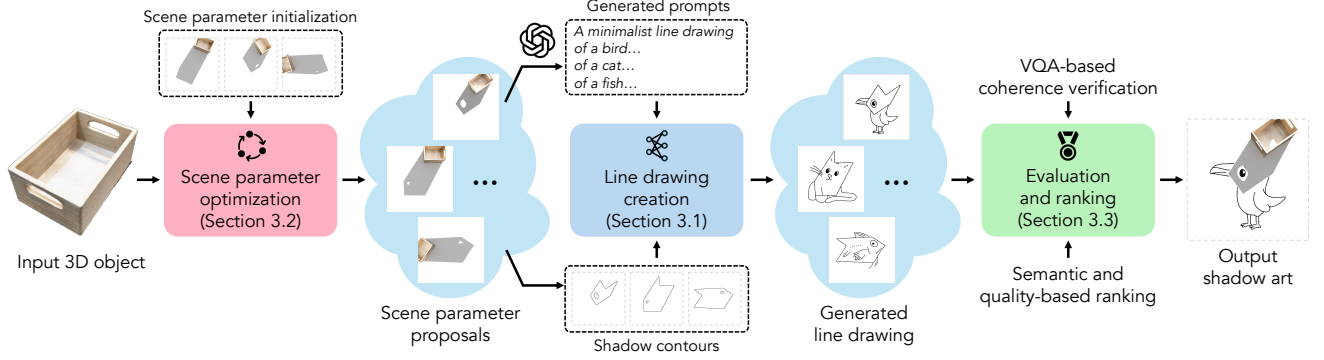 Scene parameter initialization
Input 3D object
Scene parameter
optimization
(Section 3.2)
Scene parameter
proposals
Generated prompts
A minimalist line drawing
of a bird...
of a cat...
of a fish...
...
Line drawing
creation
(Section 3.1)
Shadow contours
...
Generated
line drawing
VQA-based
coherence verification
Evaluation
and ranking
(Section 3.3)
Semantic and
quality-based ranking
Output
shadow art